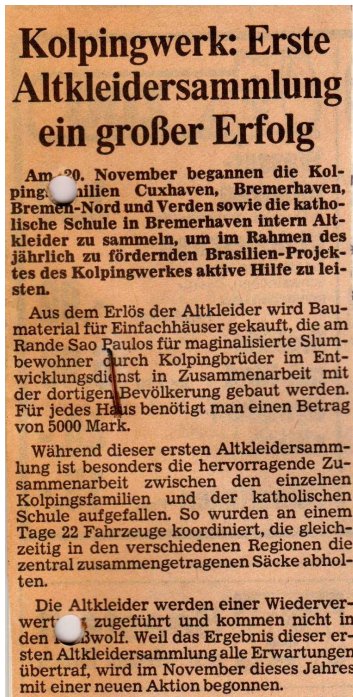 Kolpingwerk: Erste
Altkleidersammlung
ein großer Erfolg
Am 20. November begannen die Kol-
ping ilien Cuxhaven, Bremerhaven,
Bremen-Nord und Verden sowie die katho-
lische Schule in Bremerhaven intern Alt-
kleider zu sammeln, um im Rahmen des
jährlich zu fördernden Brasilien-Projek-
tes des Kolpingwerkes aktive Hilfe zu lei-
sten.
Aus dem Erlös der Altkleider wird Bau-
material für Einfachhäuser gekauft, die am
Rande Sao Paulos für maginalisierte Slum-
bewohner durch Kolpingbrüder im Ent-
wicklungsdienst in Zusammenarbeit mit
der dortigen Bevölkerung gebaut werden.
Für jedes Haus benötigt man einen Betrag
von 5000 Mark.
Während dieser ersten Altkleidersamm-
lung ist besonders die hervorragende Zu-
sammenarbeit zwischen den einzelnen
Kolpingsfamilien und der katholischen
Schule aufgefallen. So wurden an einem
Tage 22 Fahrzeuge koordiniert, die gleich-
zeitig in den verschiedenen Regionen die
zentral zusammengetragenen Säcke abhol-
ten.
Die Altkleider werden einer Wiederver-
wert g zugeführt und kommen nicht in
den ßwolf. Weil das Ergebnis dieser er-
sten Altkleidersammlung alle Erwartungen
übertraf, wird im November dieses Jahres
mit einer neuen Aktion begonnen.